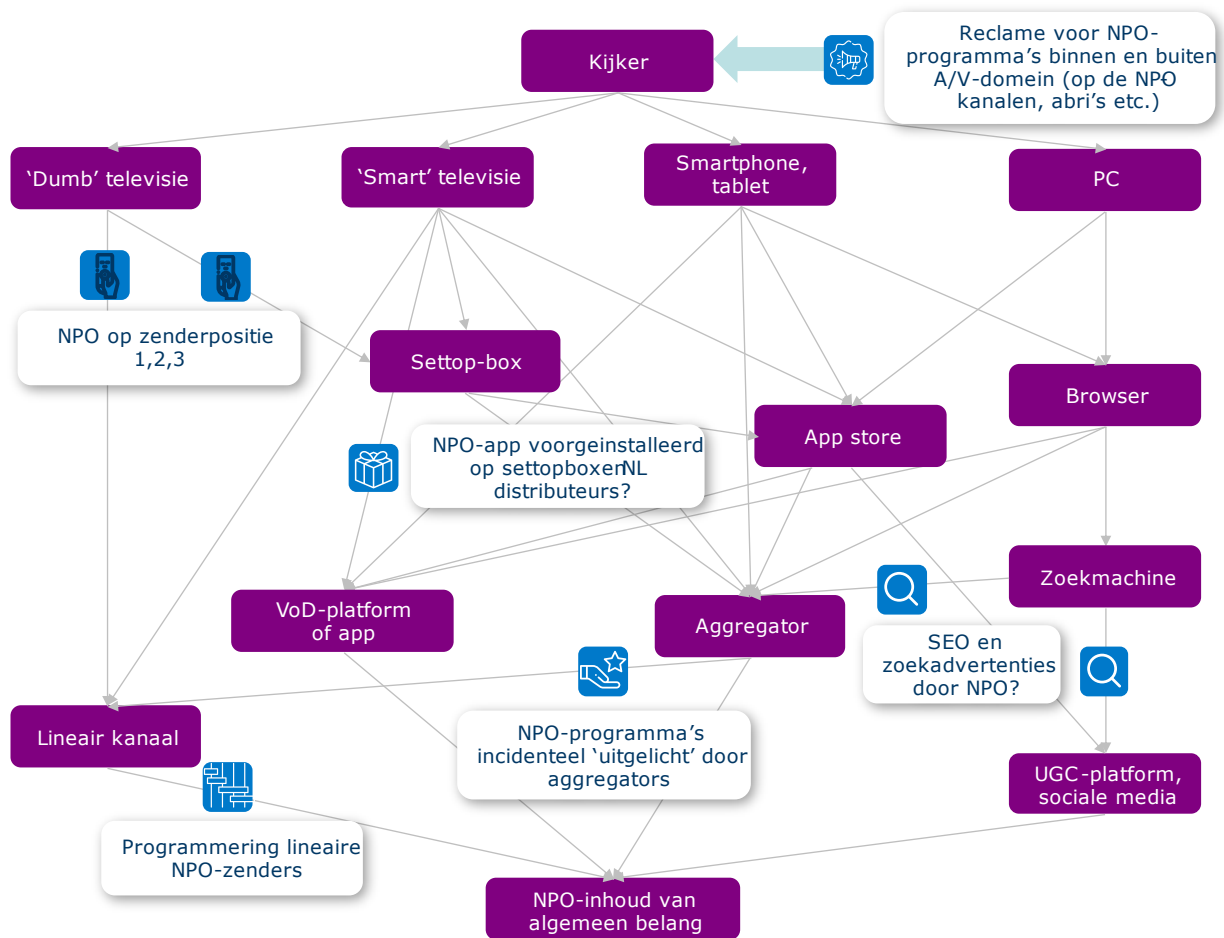 Kijker
Reclame voor NPO-
programma's binnen en buiten
A/V-domein (op de NPO
kanalen, abri's etc.)
‘Dumb’ televisie
‘Smart’ televisie
Smartphone,
tablet
PC
NPO op zenderpositie
1,2,3
Settop-box
Browser
App store
NPO-app voorgeinstalleerd
op settopboxenNL
distributeurs?
Zoekmachine
VoD-platform
of app
Aggregator
SEO en
zoekadvertenties
door NPO?
Lineair kanaal
NPO-programma's
incidenteel ‘uitgelicht’ door
aggregators
UGC-platform,
sociale media
Programmering lineaire
NPO-zenders
NPO-inhoud van
algemeen belang